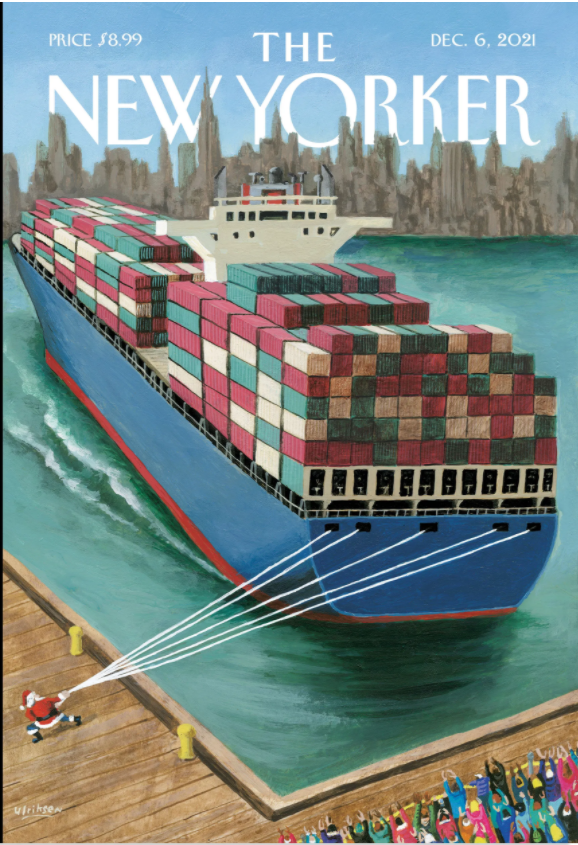 PRICE $8.99
THE
DEC. 6, 2021
NEW YORKER
Ulriksen